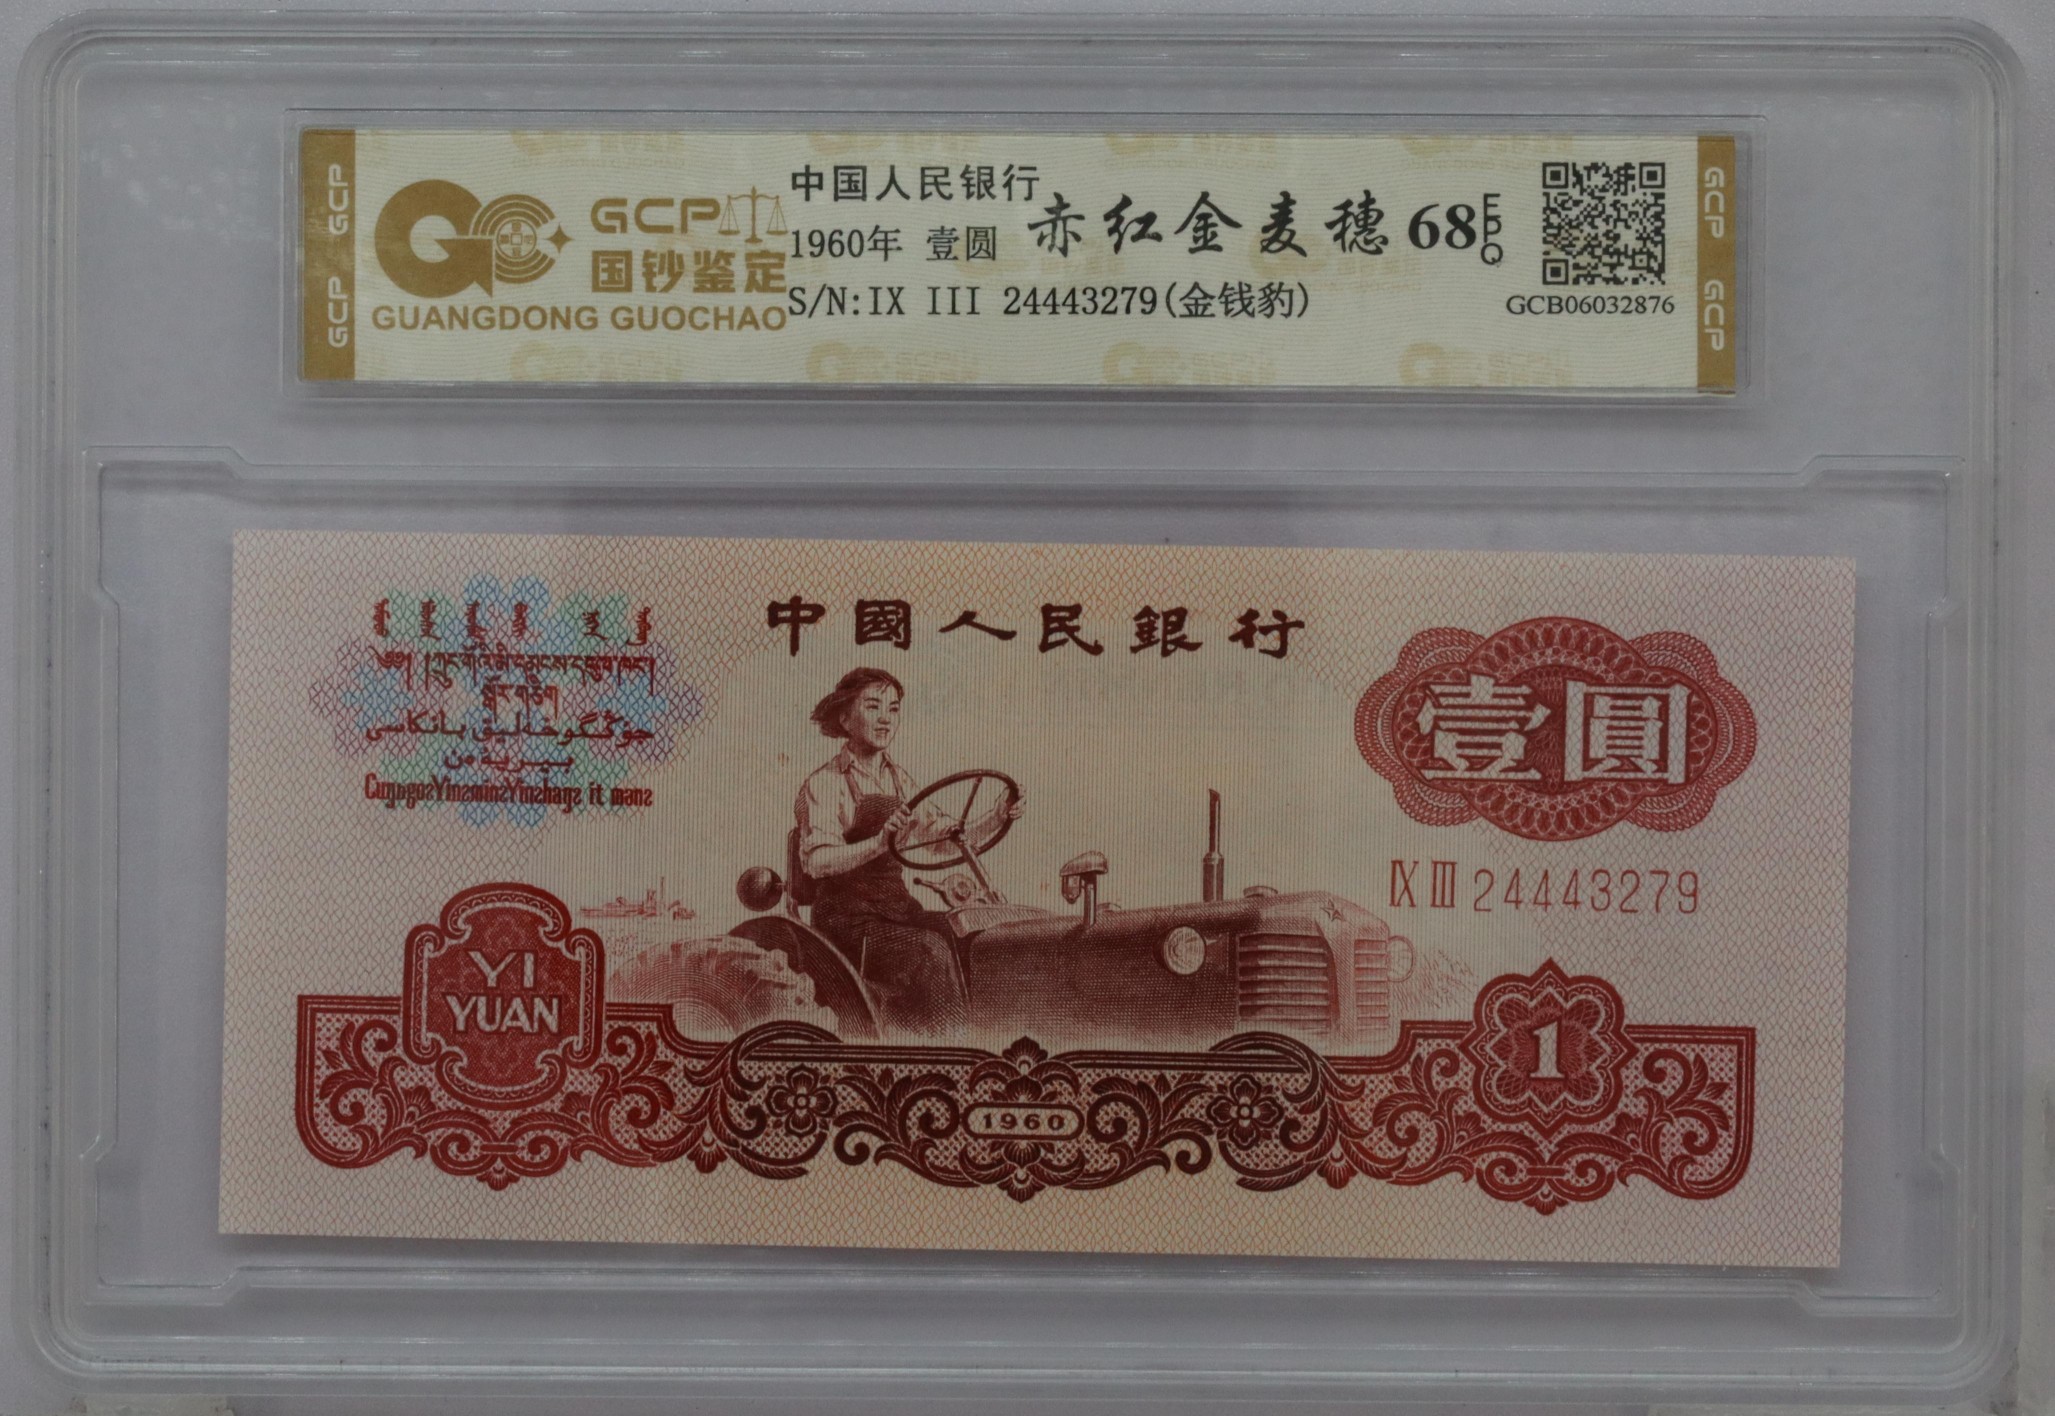 GCP GCP
GCP
国钞鉴定
GUANGDONG GUOCHAO
中国人民银行
1960年 壹圆
赤红金麦穗 68 EPQ
S/N:IX III 24443279(金钱豹)
GCB06032876
GCP GCP
中國人民銀行
壹圓
IX III 24443279
YI
YUAN
1960
1